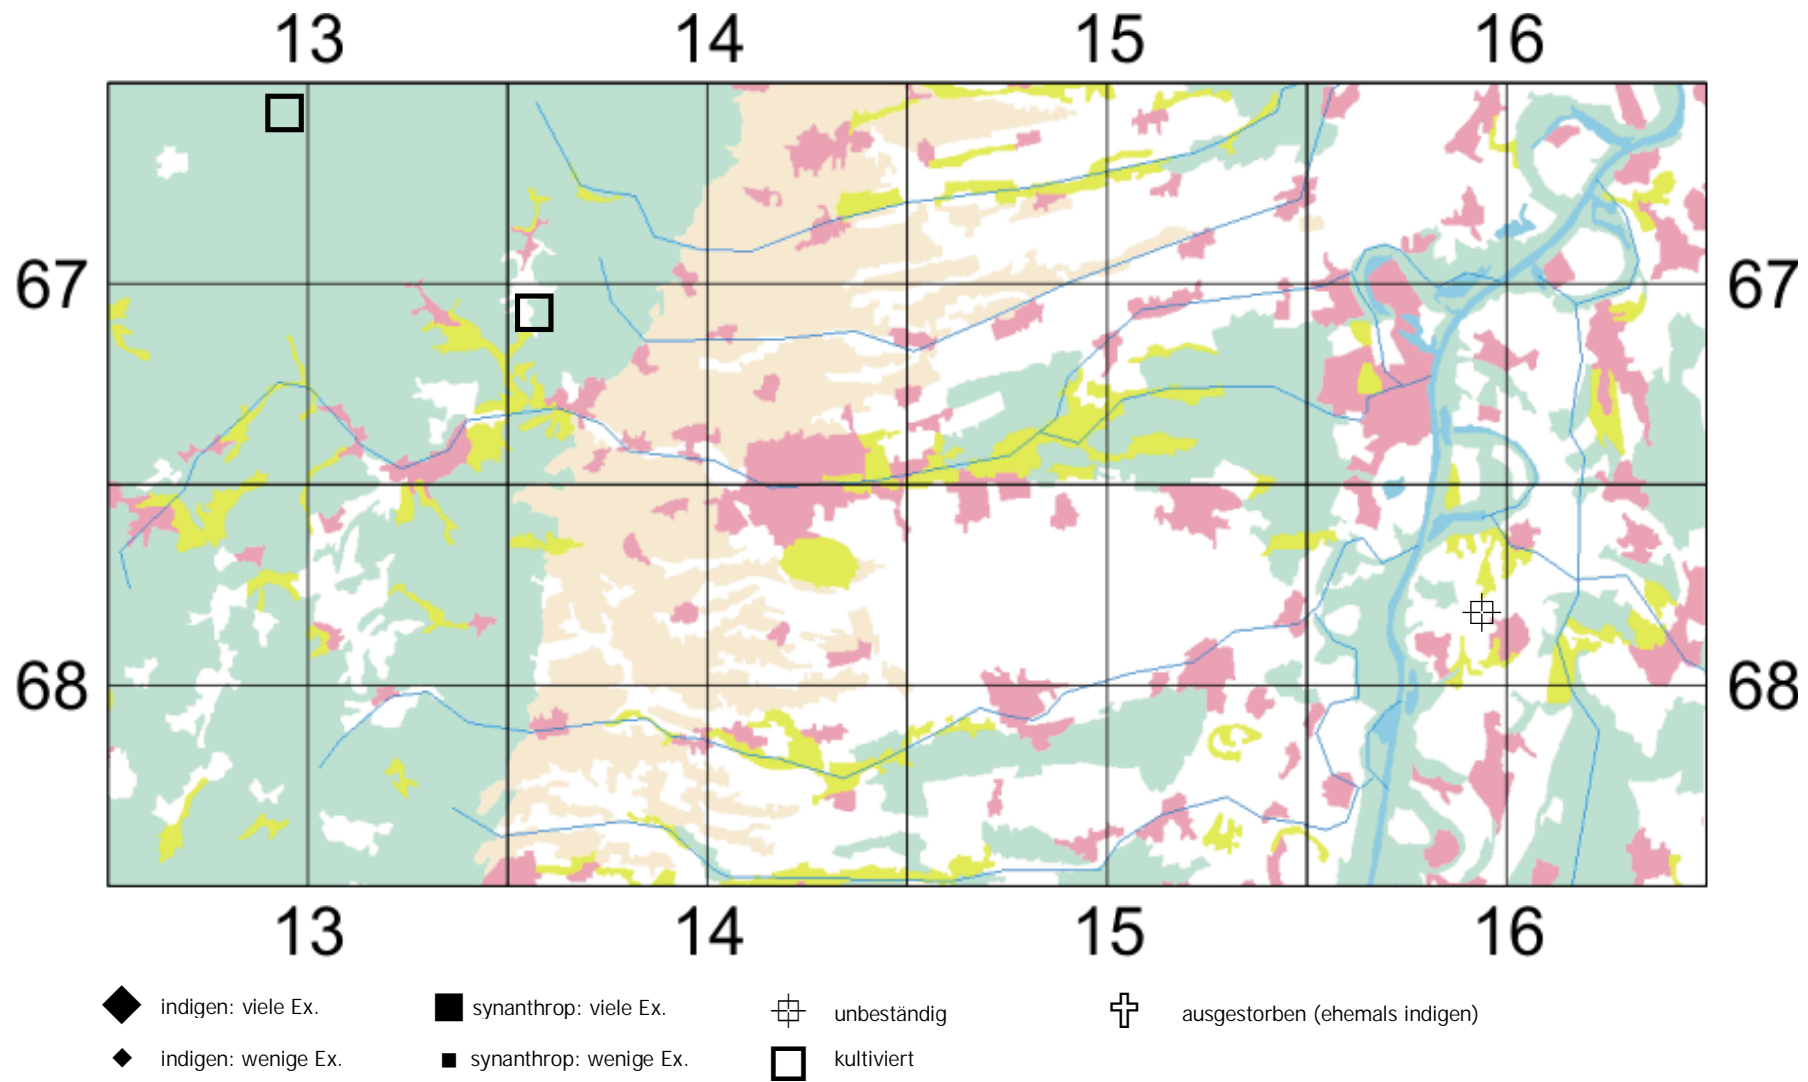 13 14 15 16
67 67
68 68
13 14 15 16
indigen: viele Ex. synanthrop: viele Ex. unbeständig ausgestorben (ehemals indigen)
indigen: wenige Ex. synanthrop: wenige Ex. kultiviert